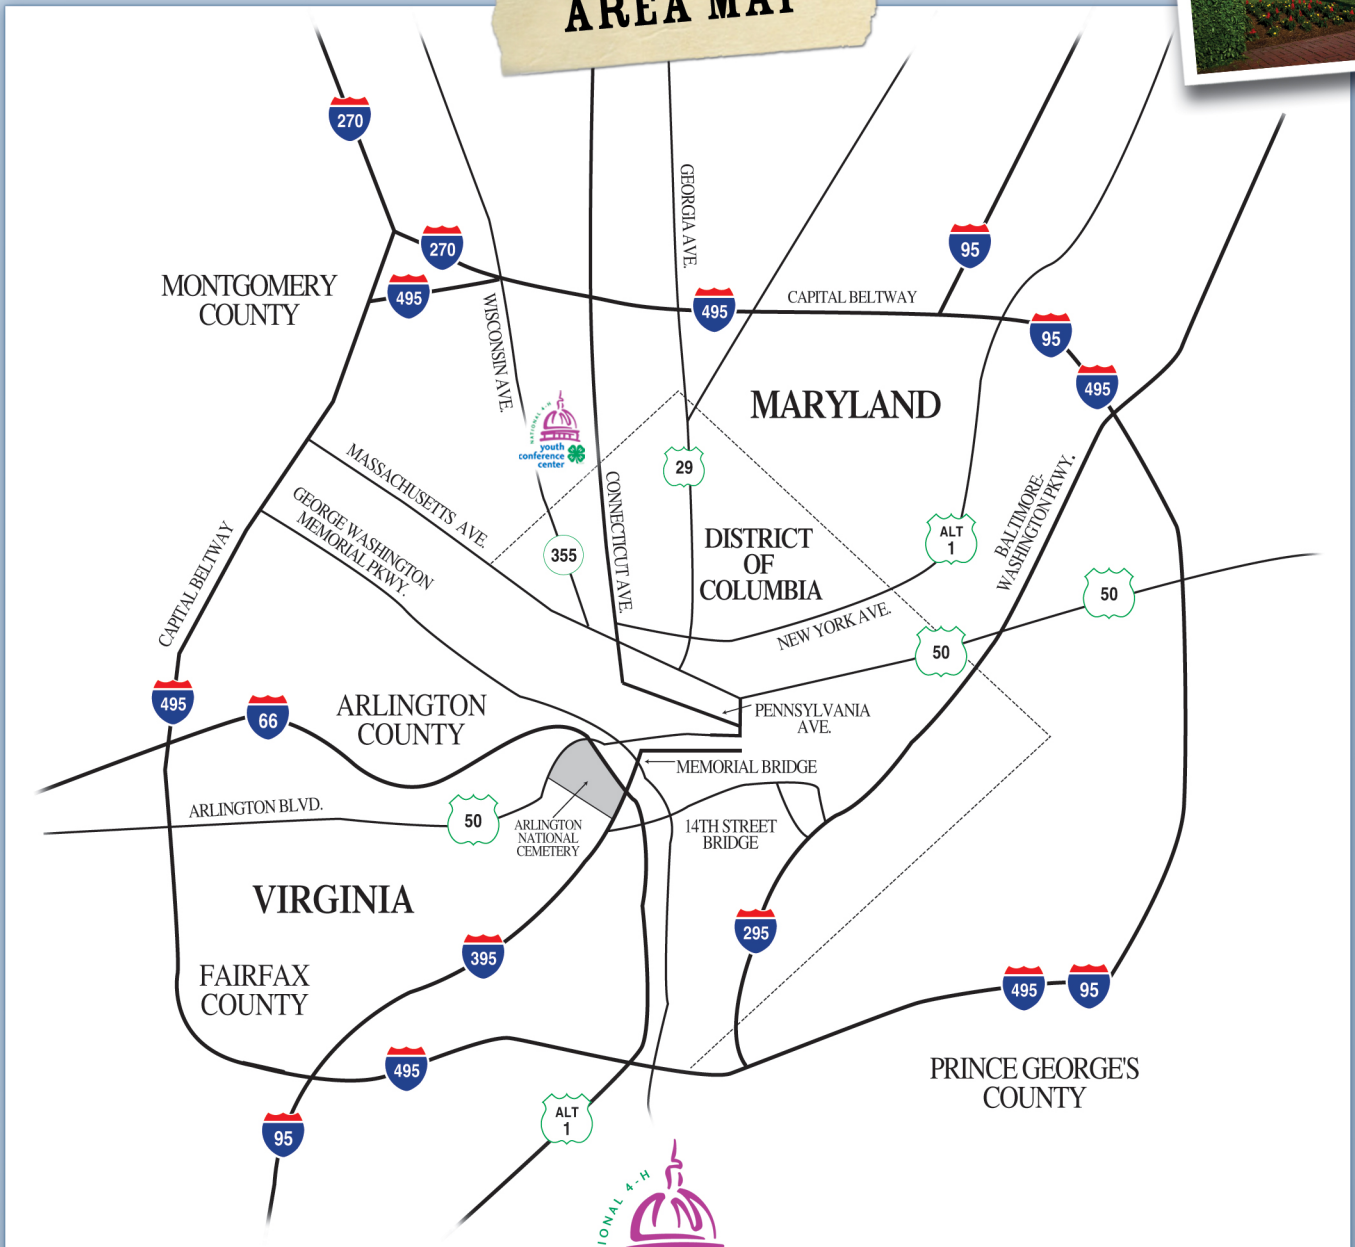 AREA MAP
270
GEORGIA AVE.
270
95
MONTGOMERY
COUNTY
495
WISCONSIN AVE.
495
CAPITAL BELTWAY
95
495
MARYLAND
NATIONAL 4-H
youth
conference
center
29
MASSACHUSETTS AVE.
GEORGE WASHINGTON
MEMORIAL PKWY.
CONNECTICUT AVE.
355
DISTRICT
OF
COLUMBIA
ALT
1
BALTIMORE-
WASHINGTON PKWY.
CAPITAL BELTWAY
50
NEW YORK AVE.
50
495
66
ARLINGTON
COUNTY
PENNSYLVANIA
AVE.
MEMORIAL BRIDGE
ARLINGTON BLVD.
50
ARLINGTON
NATIONAL
CEMETERY
14TH STREET
BRIDGE
VIRGINIA
295
395
FAIRFAX
COUNTY
495
95
495
PRINCE GEORGE'S
COUNTY
ALT
1
95
IONAL 4-H